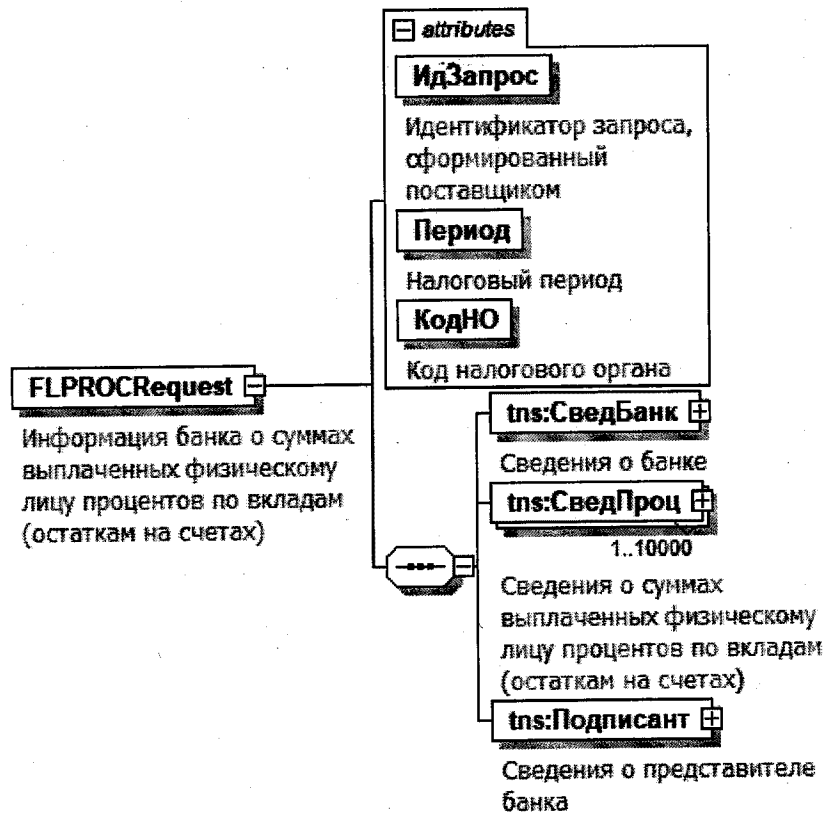 attributes
ИдЗапрос
Идентификатор запроса,
сформированный
поставщиком
Период
Налоговый период
КодНО
Код налогового органа
FLPROCRequest
Информация банка о суммах
выплаченных физическому
лицу процентов по вкладам
(остаткам на счетах)
tns:СведБанк
Сведения о банке
tns:СведПроц
1..10000
Сведения о суммах
выплаченных физическому
лицу процентов по вкладам
(остаткам на счетах)
tns:Подписант
Сведения о представителе
банка